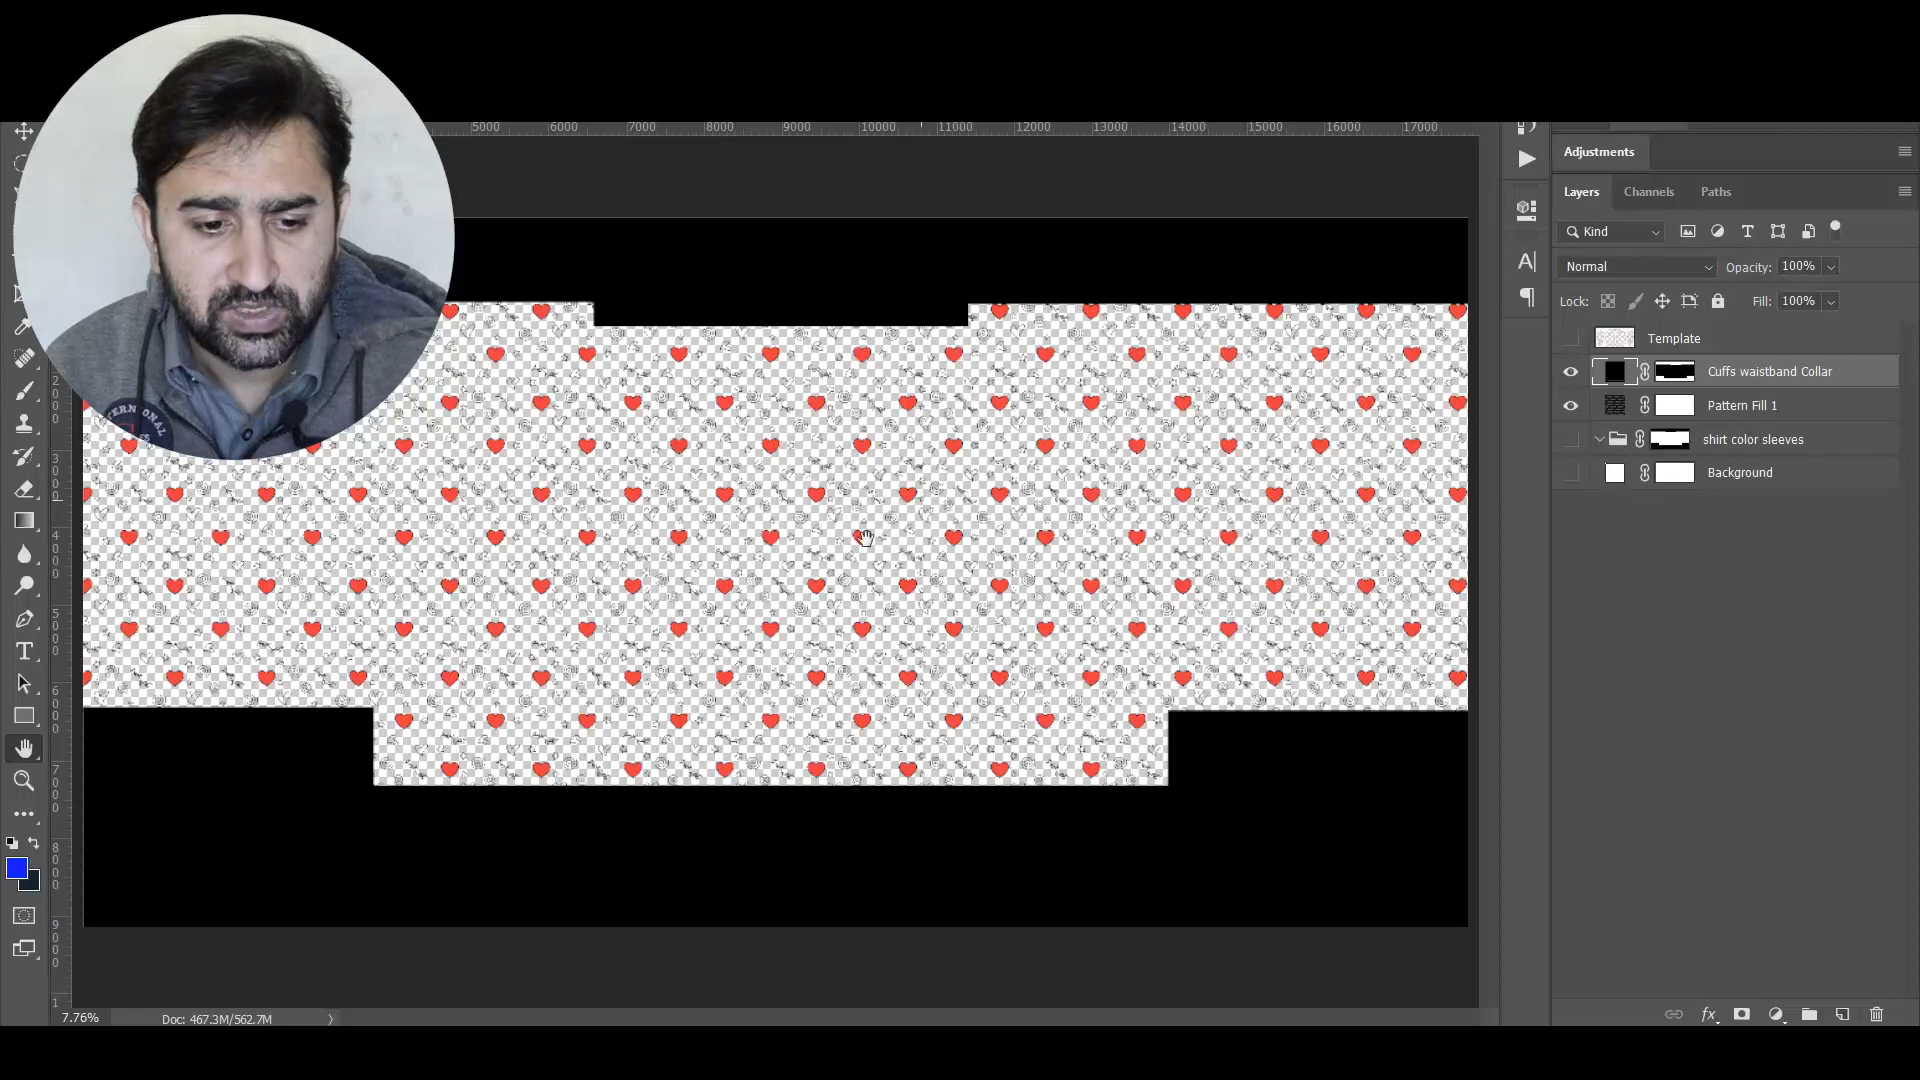 5000 6000 7000 8000 9000 10000 11000 12000 13000 14000 15000 16000 17000
Adjustments
Layers Channels Paths
Kind
Normal Opacity: 100%
Lock: Fill: 100%
Template
Cuffs waistband Collar
Pattern Fill 1
shirt color sleeves
Background
7.76% Doc: 467.3M/562.7M